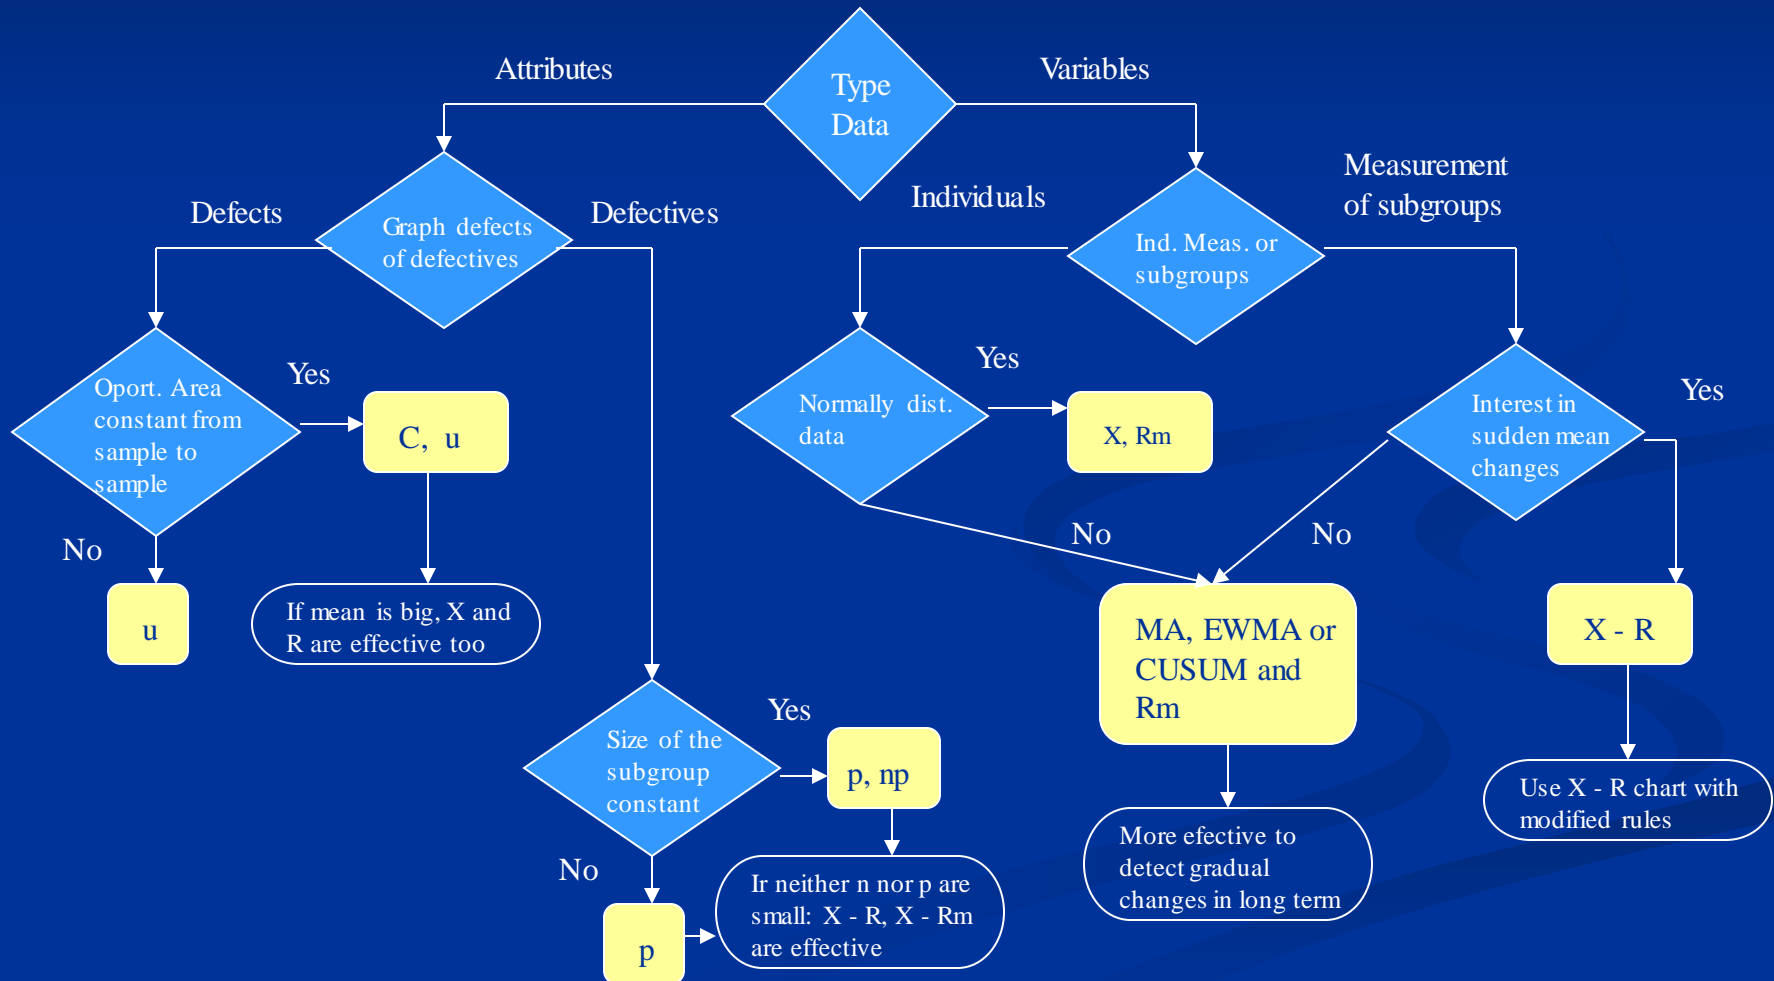 Type
Data
Attributes
Variables
Graph defects
of defectives
Defects
Defectives
Ind. Meas. or
subgroups
Individuals
Measurement
of subgroups
Oport. Area
constant from
sample to
sample
Yes
C, u
No
u
If mean is big, X and
R are effective too
Normally dist.
data
Yes
X, Rm
No
Interest in
sudden mean
changes
Yes
No
MA, EWMA or
CUSUM and
Rm
X - R
Size of the
subgroup
constant
Yes
p, np
No
p
Ir neither n nor p are
small: X - R, X - Rm
are effective
More efective to
detect gradual
changes in long term
Use X - R chart with
modified rules